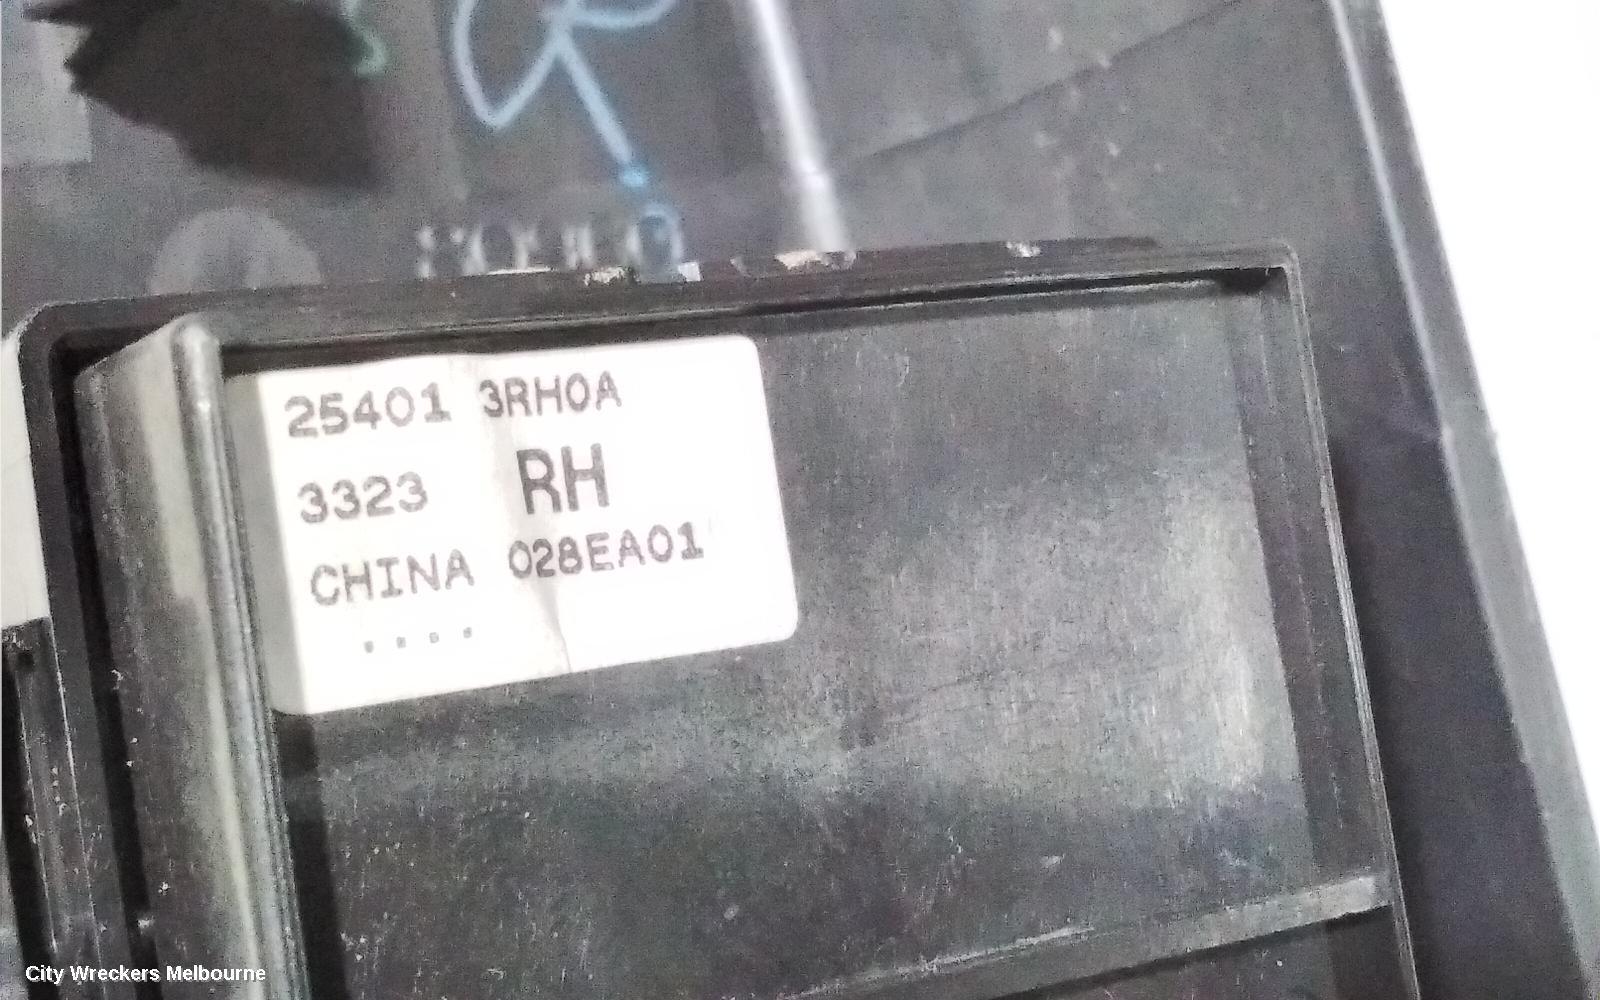 25401 3RH0A
3323 RH
CHINA 028EA01
City Wreckers Melbourne